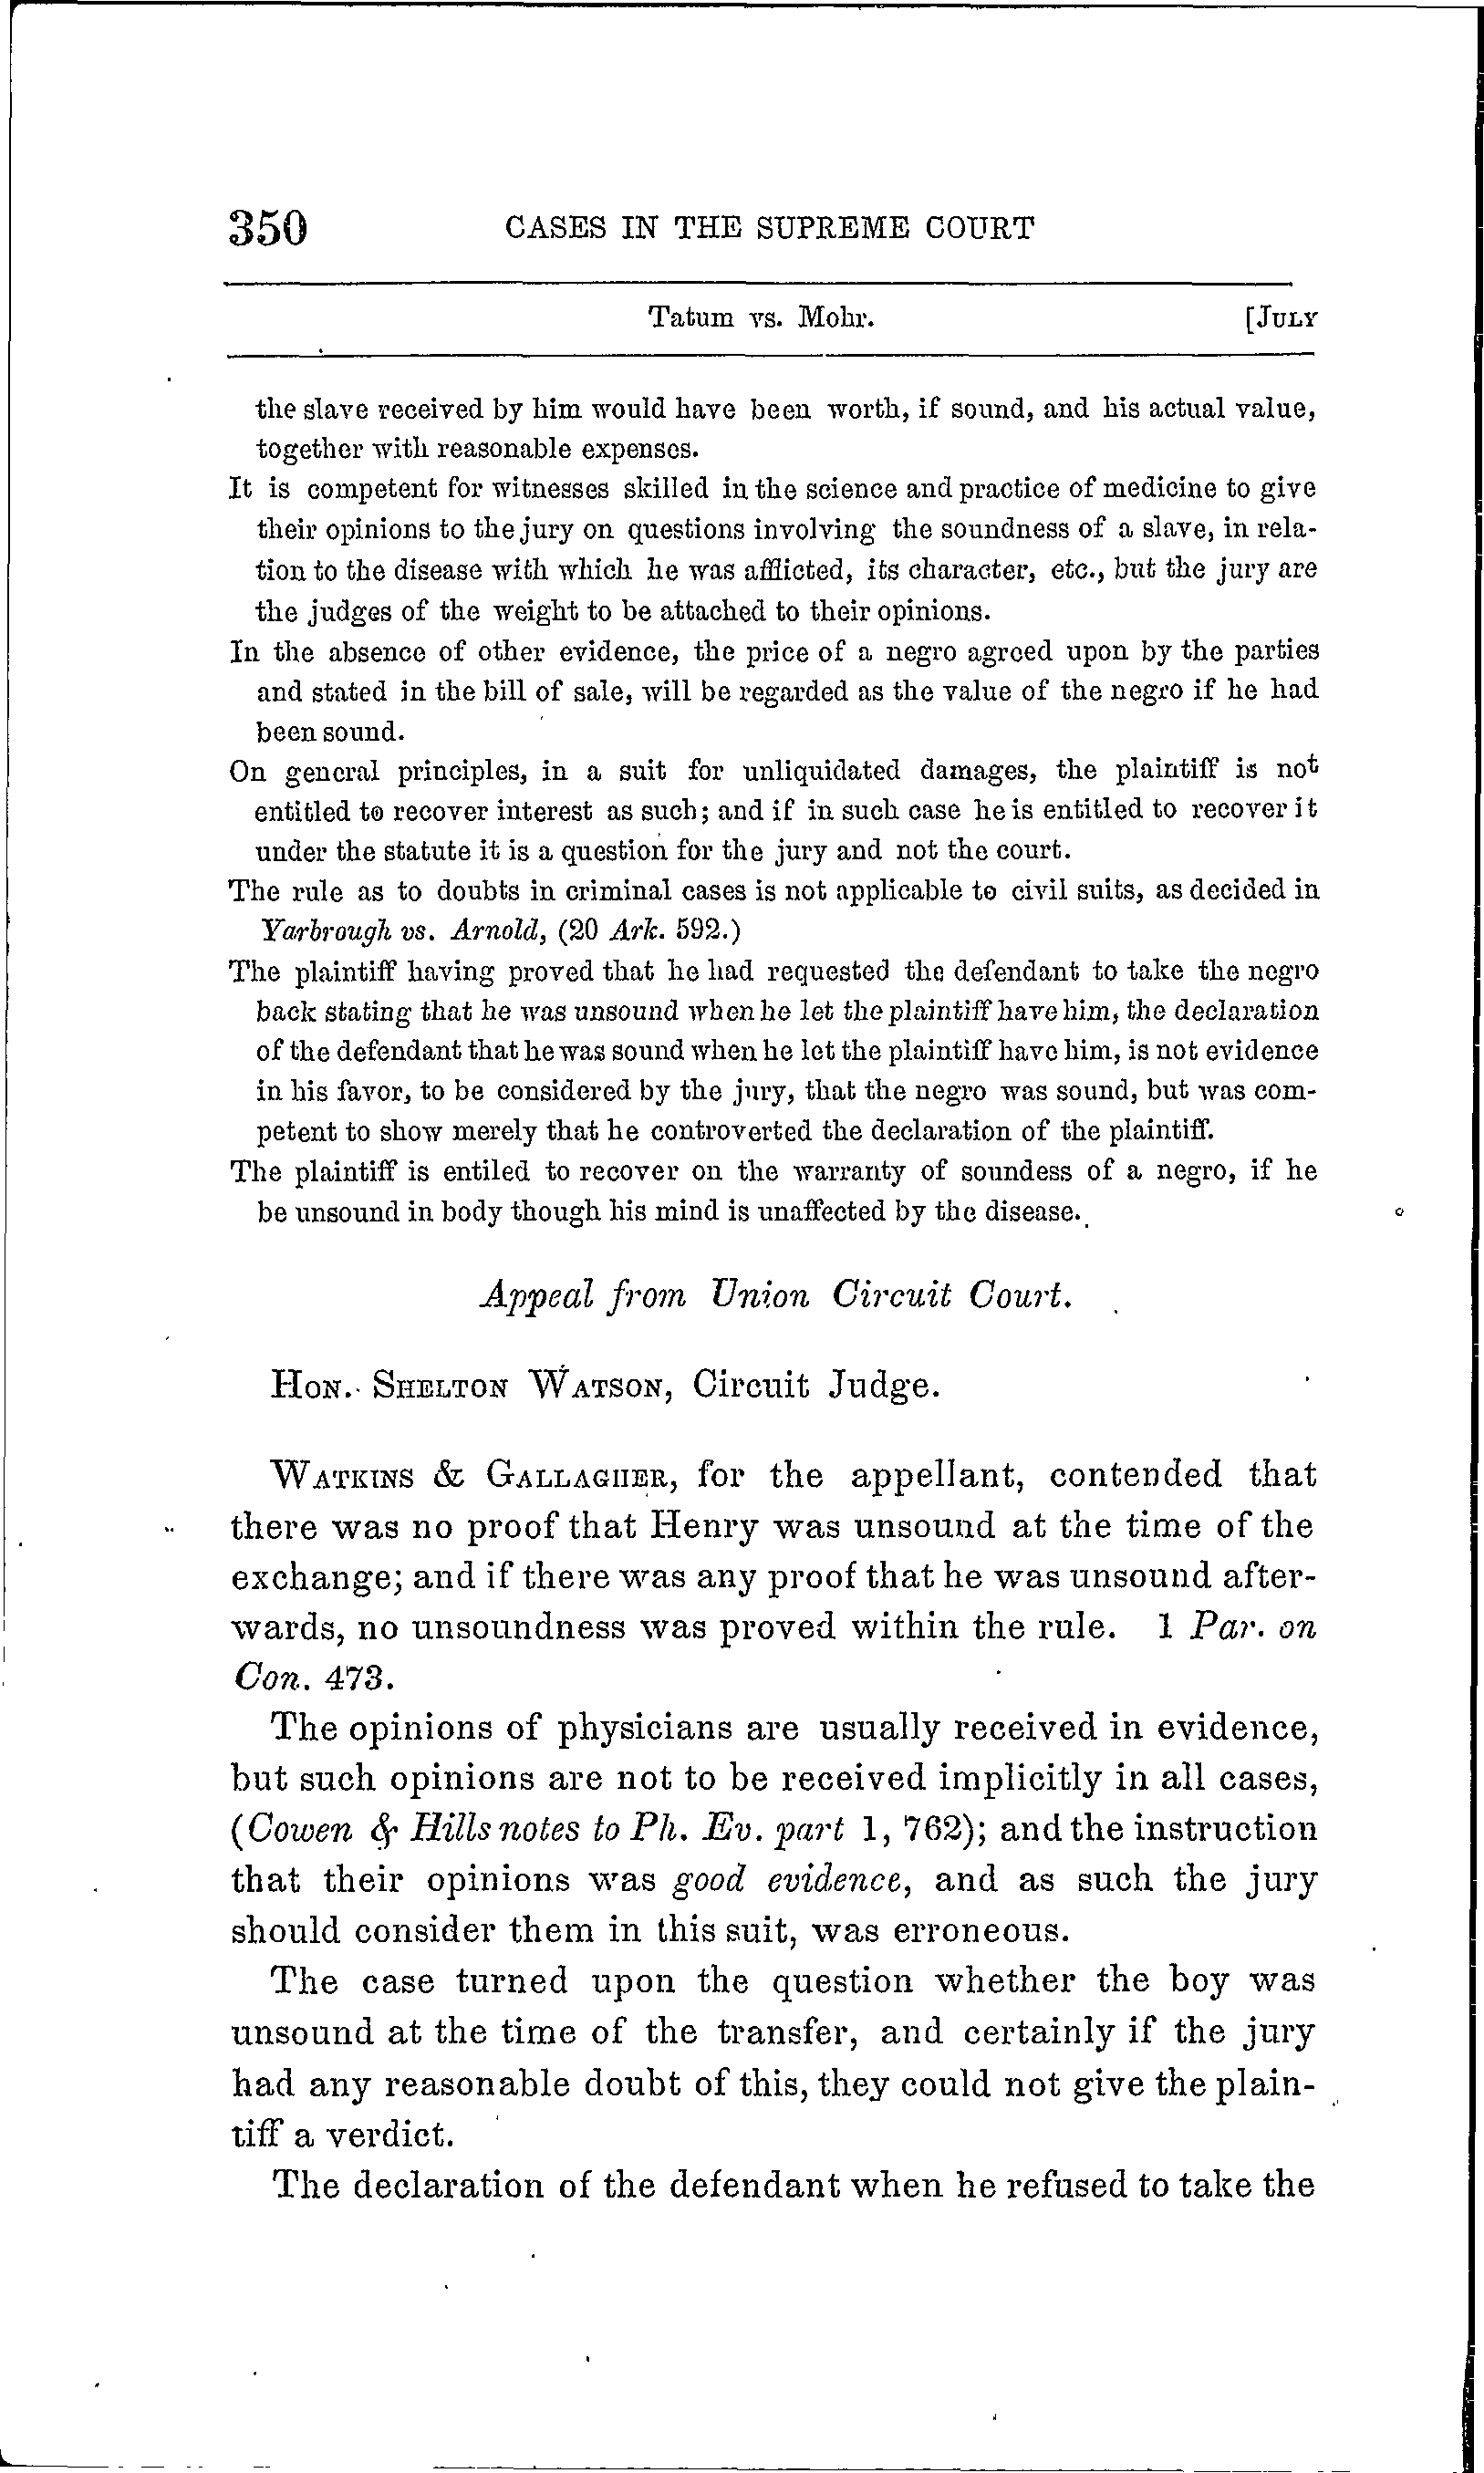 350 CASES IN THE SUPREME COURT
Tatum vs. Mohr. [JULY
the slave received by him would have been worth, if sound, and his actual value,
together with reasonable expenses.
It is competent for witnesses skilled in the science and practice of medicine to give
their opinions to the jury on questions involving the soundness of a slave, in rela-
tion to the disease with which he was afflicted, its character, etc., but the jury are
the judges of the weight to be attached to their opinions.
In the absence of other evidence, the price of a negro agreed upon by the parties
and stated in the bill of sale, will be regarded as the value of the negro if he had
been sound.
On general principles, in a suit for unliquidated damages, the plaintiff is not
entitled to recover interest as such; and if in such case he is entitled to recover it
under the statute it is a question for the jury and not the court.
The rule as to doubts in criminal cases is not applicable to civil suits, as decided in
Yarbrough vs. Arnold, (20 Ark. 592.)
The plaintiff having proved that he had requested the defendant to take the negro
back stating that he was unsound when he let the plaintiff have him, the declaration
of the defendant that he was sound when he let the plaintiff have him, is not evidence
in his favor, to be considered by the jury, that the negro was sound, but was com-
petent to show merely that he controverted the declaration of the plaintiff.
The plaintiff is entiled to recover on the warranty of soundess of a negro, if he
be unsound in body though his mind is unaffected by the disease.
Appeal from Union Circuit Court.
HON. SHELTON WATSON, Circuit Judge.
WATKINS & GALLAGHER, for the appellant, contended that
there was no proof that Henry was unsound at the time of the
exchange; and if there was any proof that he was unsound after-
wards, no unsoundness was proved within the rule. 1 Par. on
Con. 473.
The opinions of physicians are usually received in evidence,
but such opinions are not to be received implicitly in all cases,
(Cowen & Hills notes to Ph. Ev. part 1, 762); and the instruction
that their opinions was good evidence, and as such the jury
should consider them in this suit, was erroneous.
The case turned upon the question whether the boy was
unsound at the time of the transfer, and certainly if the jury
had any reasonable doubt of this, they could not give the plain-
tiff a verdict.
The declaration of the defendant when he refused to take the